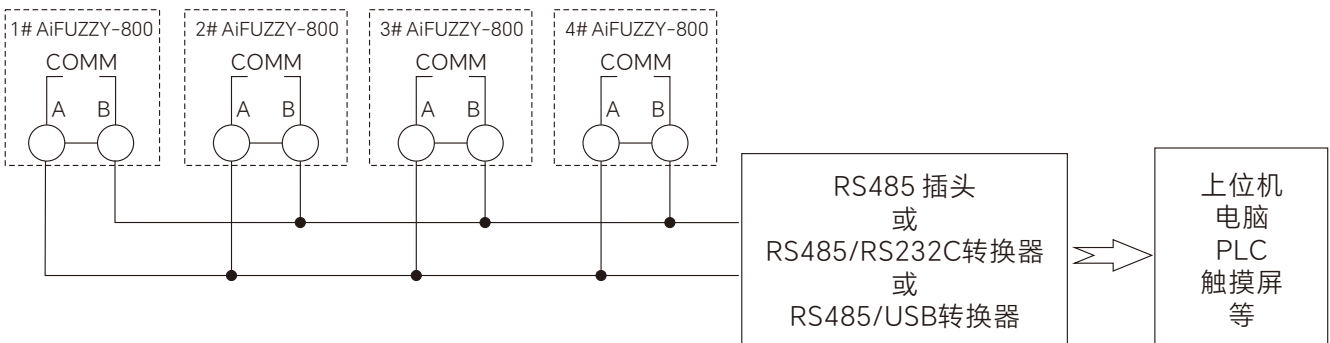 1# AiFUZZY-800
COMM
A B
2# AiFUZZY-800
COMM
A B
3# AiFUZZY-800
COMM
A B
4# AiFUZZY-800
COMM
A B
RS485 插头
或
RS485/RS232C转换器
或
RS485/USB转换器
上位机
电脑
PLC
触摸屏
等